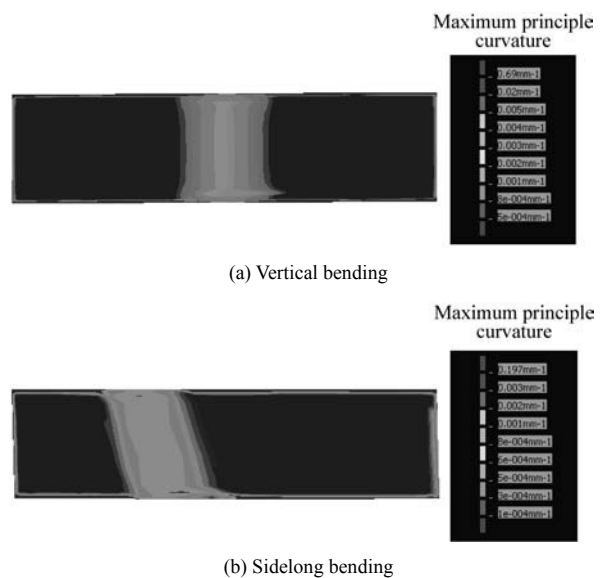 Maximum principle
curvature
0.69mm-1
0.02mm-1
0.005mm-1
0.004mm-1
0.003mm-1
0.002mm-1
0.001mm-1
8e-004mm-1
5e-004mm-1
(a) Vertical bending
Maximum principle
curvature
0.197mm-1
0.003mm-1
0.002mm-1
0.001mm-1
8e-004mm-1
6e-004mm-1
5e-004mm-1
3e-004mm-1
1e-004mm-1
(b) Sidelong bending